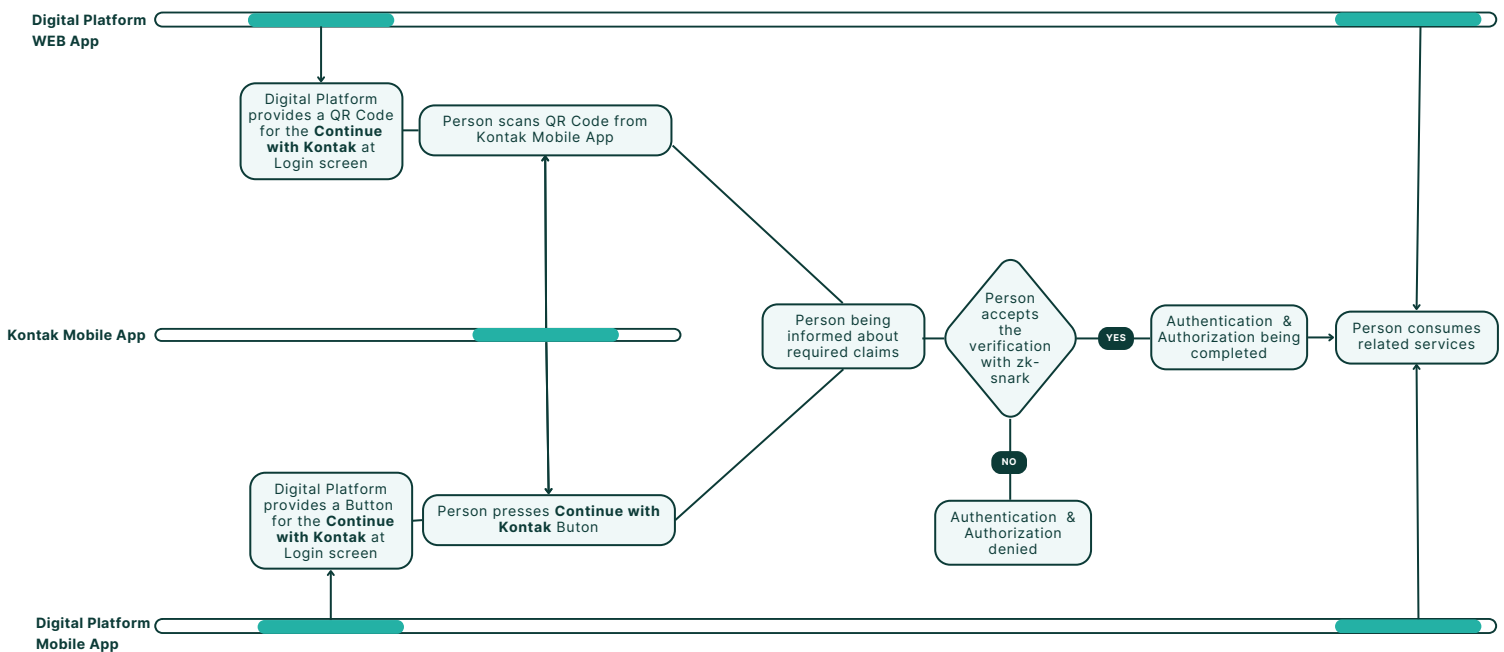 Digital Platform
WEB App
Digital Platform
provides a QR Code
for the Continue
with Kontak at
Login screen
Person scans QR Code from
Kontak Mobile App
Kontak Mobile App
Person being
informed about
required claims
Person
accepts
the
verification
with zk-
snark
YES
Authentication &
Authorization being
completed
Person consumes
related services
NO
Authentication &
Authorization
denied
Digital Platform
provides a Button
for the Continue
with Kontak at
Login screen
Person presses Continue with
Kontak Buton
Digital Platform
Mobile App